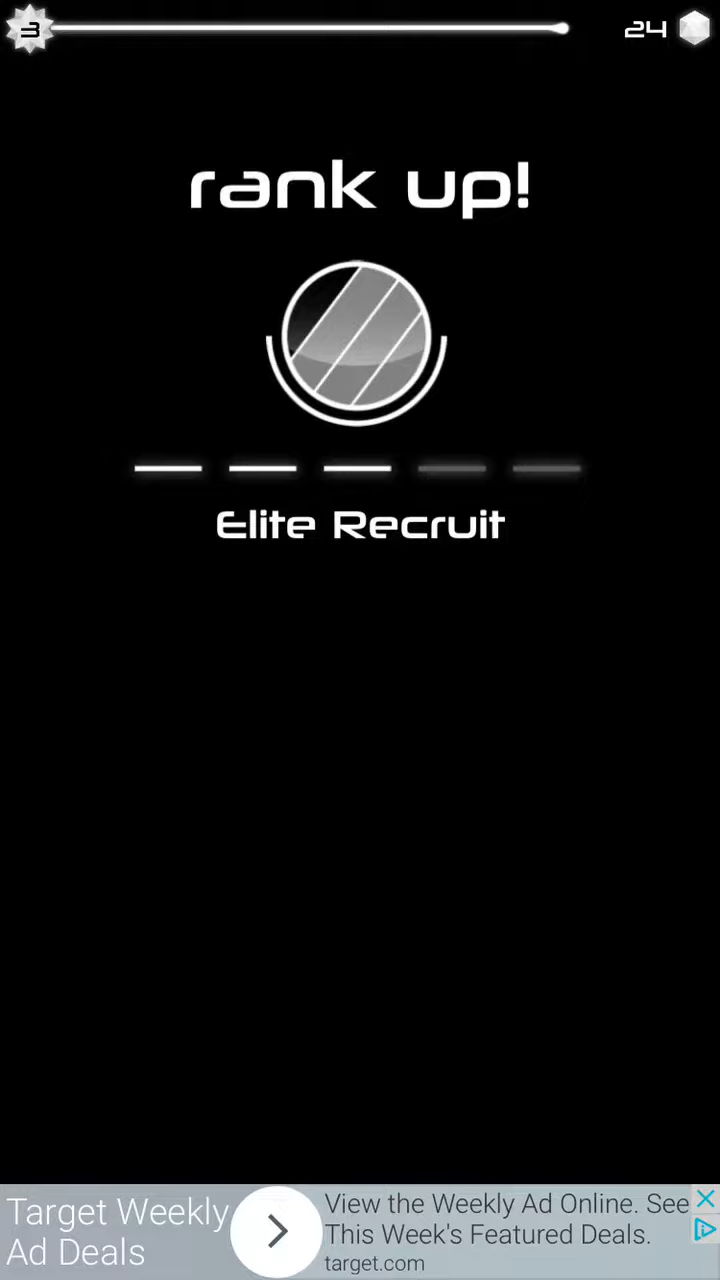 3
24
rank up!
Elite Recruit
Target Weekly
Ad Deals
View the Weekly Ad Online. See
This Week's Featured Deals.
target.com